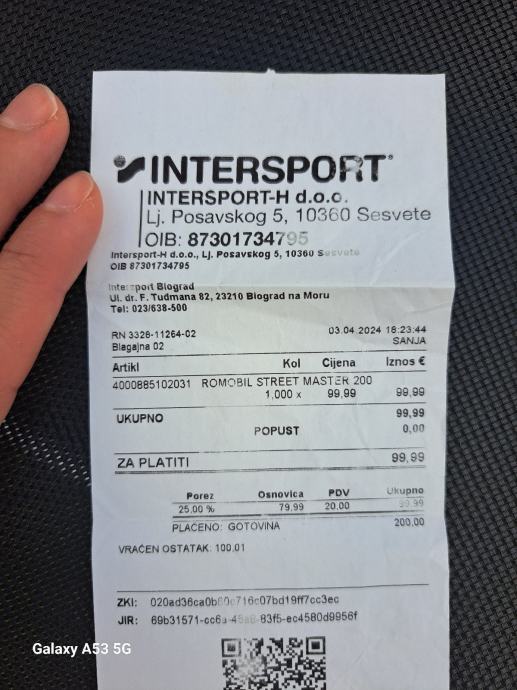 INTERSPORT
INTERSPORT-H d.o.o.
Lj. Posavskog 5, 10360 Sesvete
OIB: 87301734795
Intersport-H d.o.o., Lj. Posavskog 5, 10360 Sesvete
OIB 87301734795
Intersport Biograd
Ul. dr. F. Tuđmana 82, 23210 Biograd na Moru
Tel: 023/638-500
RN 3328-11264-02 03.04.2024 18:23:44
Blagajna 02 SANJA
Artikl Kol Cijena Iznos €
4000885102031 ROMOBIL STREET MASTER 200
1.000 x 99,99 99,99
UKUPNO 99,99
POPUST 0,00
ZA PLATITI 99,99
Porez Osnovica PDV Ukupno
25.00 % 79,99 20.00 99.99
PLAĆENO: GOTOVINA 200,00
VRAĆEN OSTATAK: 100.01
ZKI:
JIR:
Galaxy A53 5G